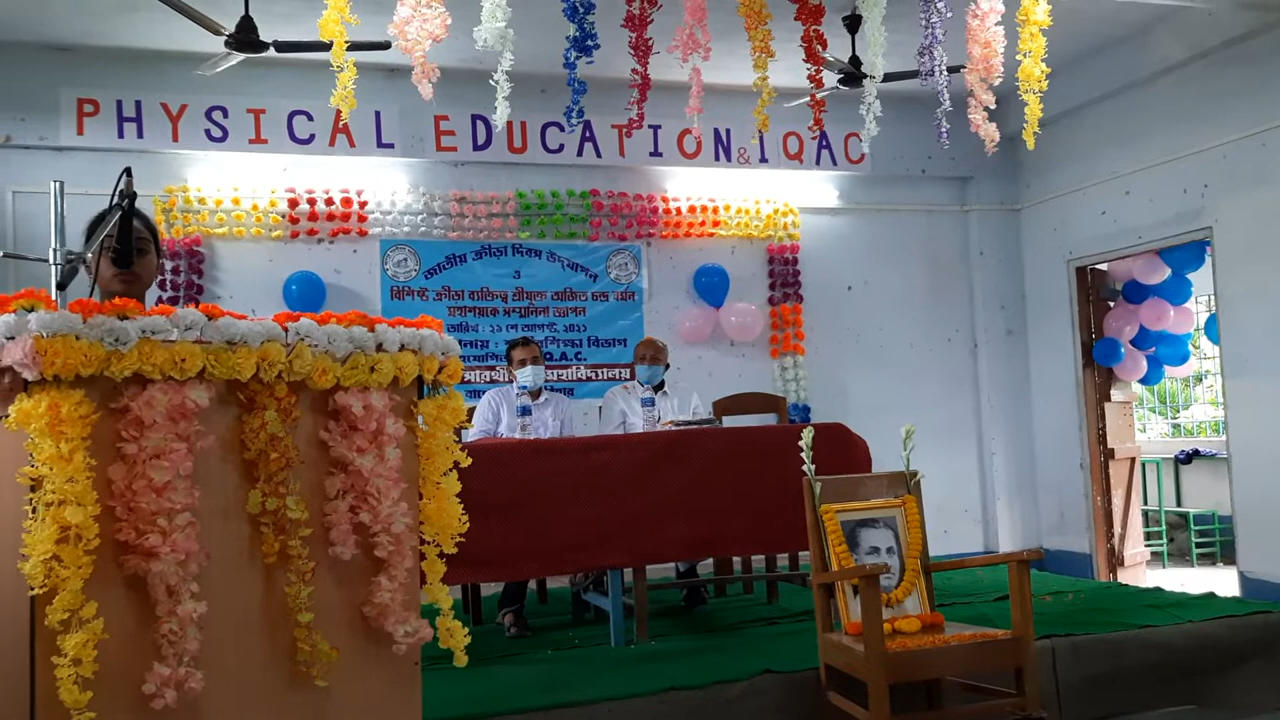 PHYSICAL EDUCATION & IQAC
জাতীয় ক্রীড়া দিবস উদ্‌যাপন
ও
বিশিষ্ট ক্রীড়া ব্যক্তিত্ব শ্রীযুক্ত অজিত চন্দ্র বর্মন
মহাশয়কে সম্মাননা জ্ঞাপন
তারিখ : ২৯ শে আগস্ট, ২০২১
বিভাগ
Q.A.C.
মহাবিদ্যালয়